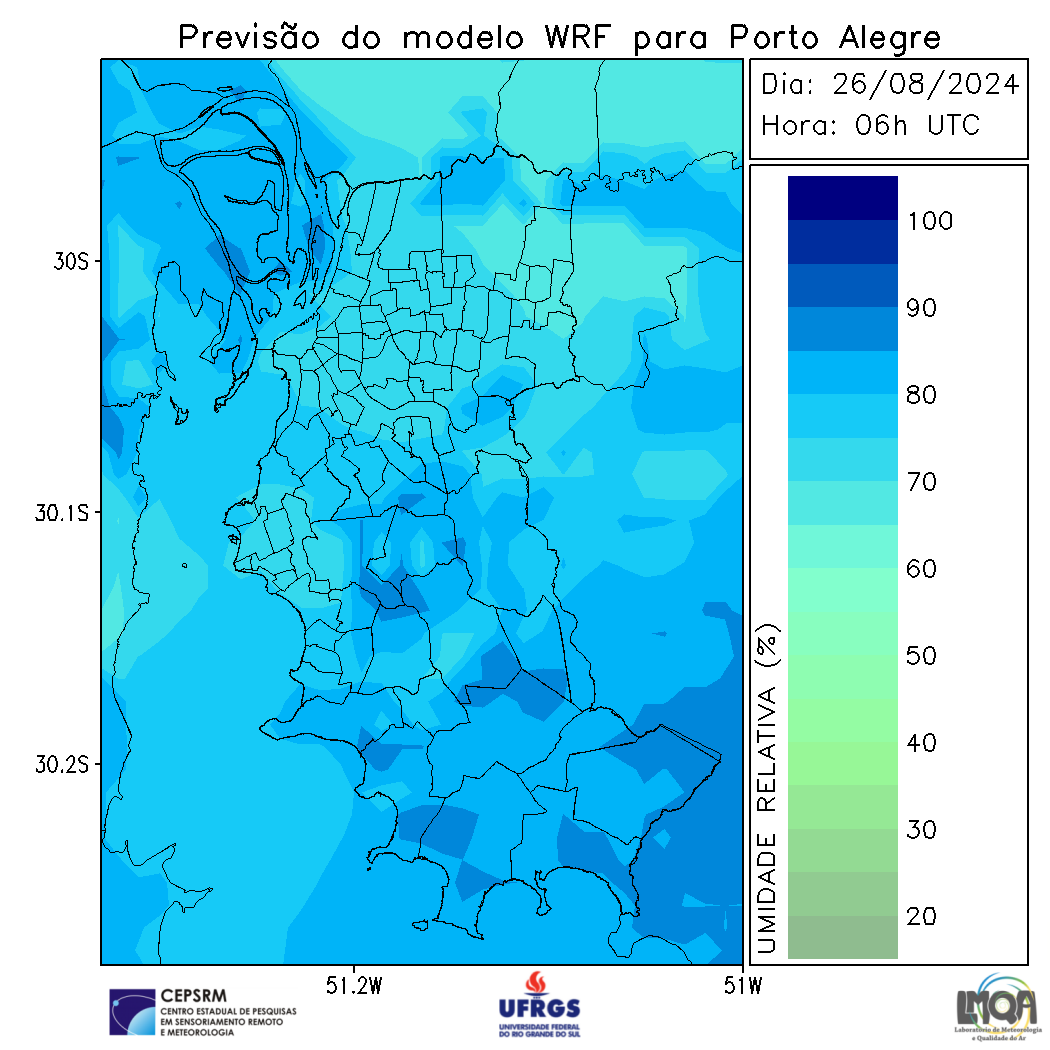 Previsão do modelo WRF para Porto Alegre
Dia: 26/08/2024
Hora: 06h UTC
30S
30.1S
30.2S
51.2W
51W
100
90
80
70
60
50
40
30
20
UMIDADE RELATIVA (%)
CEPSRM
CENTRO ESTADUAL DE PESQUISAS
EM SENSORIAMENTO REMOTO
E METEOROLOGIA
UFRGS
UNIVERSIDADE FEDERAL
DO RIO GRANDE DO SUL
LMQA
Laboratório de Meteorologia
e Qualidade do Ar